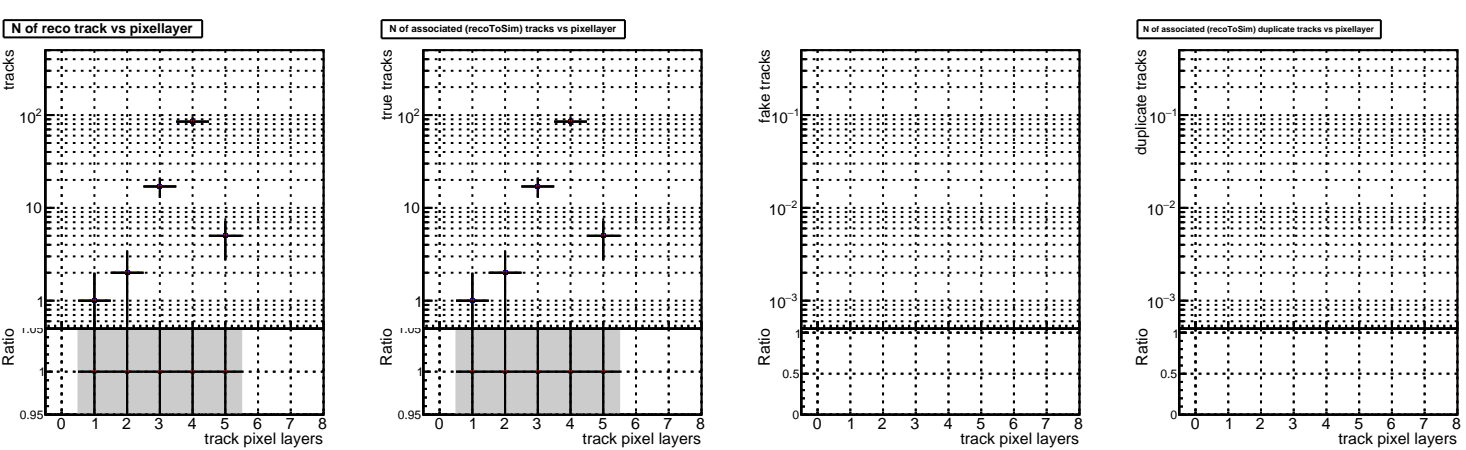 N of reco track vs pixellayer
tracks
10²
10
1
Ratio
1.05
1
0.95
0 1 2 3 4 5 6 7 8
track pixel layers
N of associated (recoToSim) tracks vs pixellayer
true tracks
10²
10
1
Ratio
1.05
1
0.95
0 1 2 3 4 5 6 7 8
track pixel layers
fake tracks
10⁻¹
10⁻²
10⁻³
Ratio
1
0.5
0
0 1 2 3 4 5 6 7 8
track pixel layers
N of associated (recoToSim) duplicate tracks vs pixellayer
duplicate tracks
10⁻¹
10⁻²
10⁻³
Ratio
1
0.5
0
0 1 2 3 4 5 6 7 8
track pixel layers